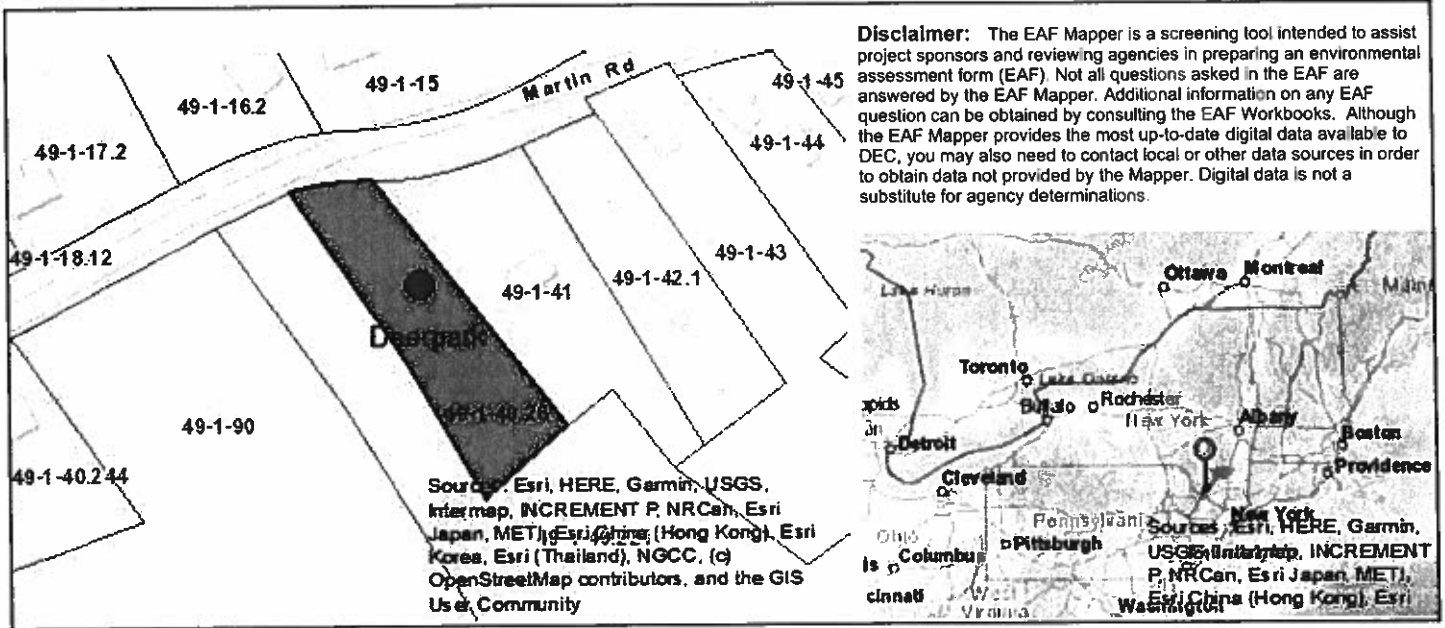 Disclaimer: The EAF Mapper is a screening tool intended to assist
project sponsors and reviewing agencies in preparing an environmental
assessment form (EAF). Not all questions asked in the EAF are
answered by the EAF Mapper. Additional information on any EAF
question can be obtained by consulting the EAF Workbooks. Although
the EAF Mapper provides the most up-to-date digital data available to
DEC, you may also need to contact local or other data sources in order
to obtain data not provided by the Mapper. Digital data is not a
substitute for agency determinations.
Martin Rd
49-1-15
49-1-16.2
49-1-17.2
49-1-45
49-1-44
49-1-18.12
49-1-43
49-1-42.1
49-1-41
Deerpark
49-1-90
49-1-40.244
Sources: Esri, HERE, Garmin, USGS,
Intermap, INCREMENT P, NRCan, Esri
Japan, METI, Esri China (Hong Kong), Esri
Korea, Esri (Thailand), NGCC, (c)
OpenStreetMap contributors, and the GIS
User Community
Ottawa
Montreal
Lake Huron
Toronto
Rochester
Buffalo
New York
Albany
Boston
Detroit
Providence
Cleveland
New York
Pennsylvani
Ohio
Pittsburgh
Columbus
cinnati
West
Virginia
Washington
Sources: Esri, HERE, Garmin,
USGS, Intermap, INCREMENT
P, NRCan, Esri Japan, METI,
Esri China (Hong Kong), Esri